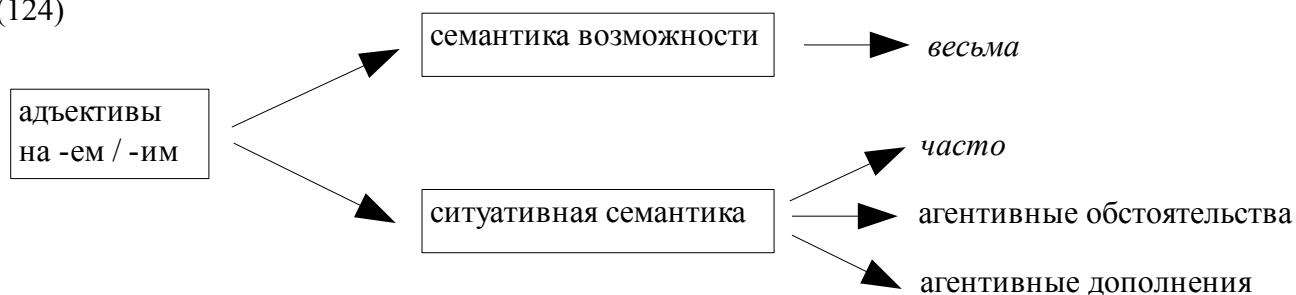 (124)
семантика возможности
весьма
адъективы
на -ем / -им
часто
ситуативная семантика
агентивные обстоятельства
агентивные дополнения